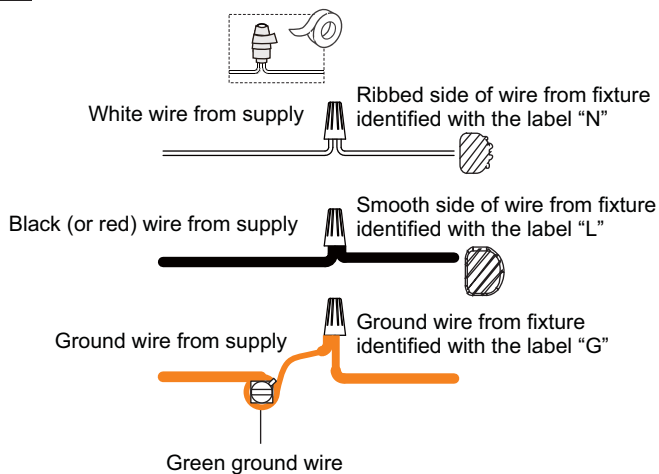 White wire from supply
Ribbed side of wire from fixture
identified with the label “N”
Black (or red) wire from supply
Smooth side of wire from fixture
identified with the label “L”
Ground wire from supply
Ground wire from fixture
identified with the label “G”
Green ground wire